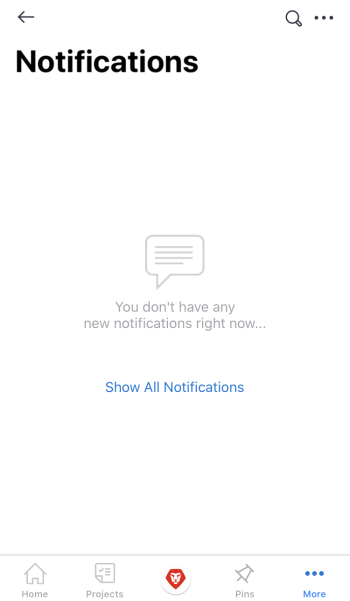 Notifications
You don't have any
new notifications right now...
Show All Notifications
Home
Projects
Pins
More